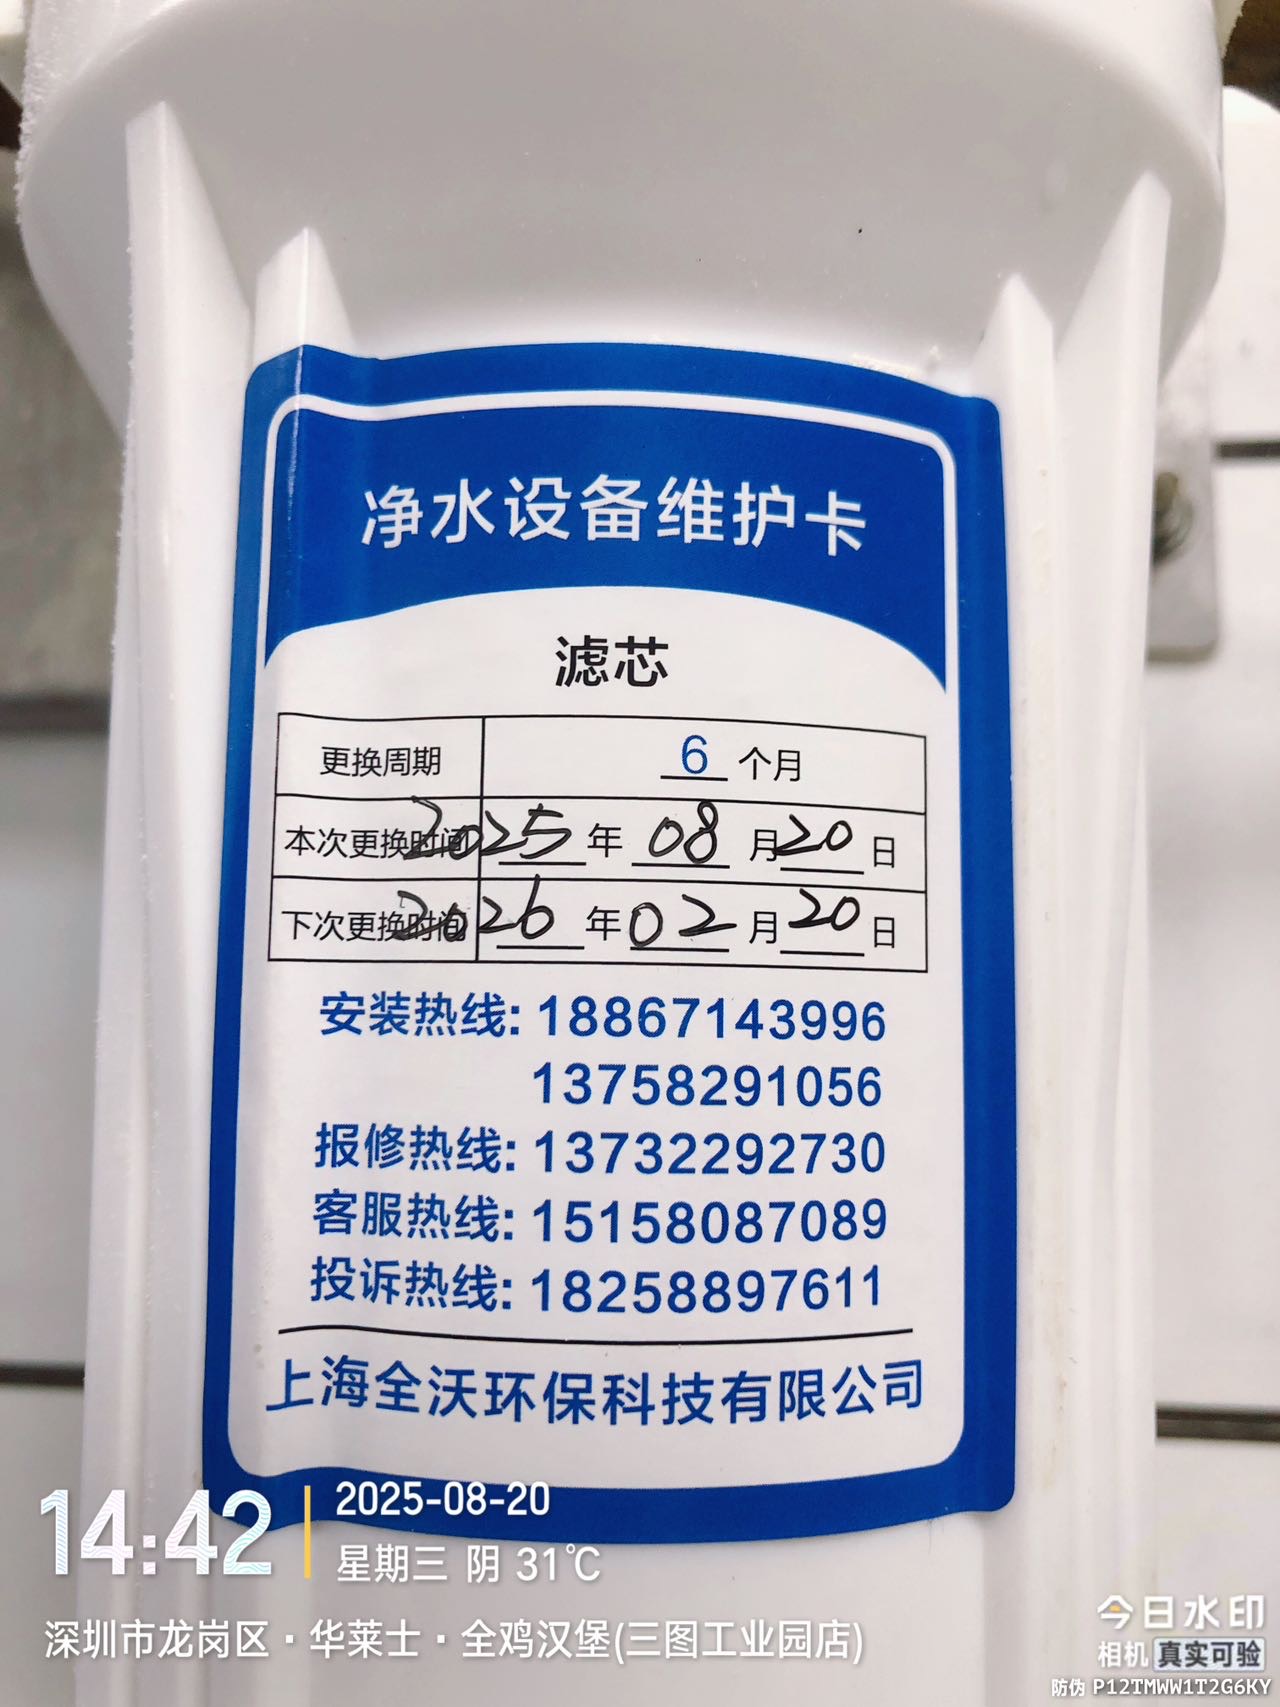 净水设备维护卡
滤芯
更换周期 6 个月
本次更换时间 2025 年 08 月 20 日
下次更换时间 2026 年 02 月 20 日
安装热线: 18867143996
13758291056
报修热线: 13732292730
客服热线: 15158087089
投诉热线: 18258897611
上海全沃环保科技有限公司
14:42
2025-08-20
星期三 阴 31℃
深圳市龙岗区·华莱士·全鸡汉堡(三图工业园店)
今日水印
相机 真实可验
防伪 P12TMWW1T2G6KY